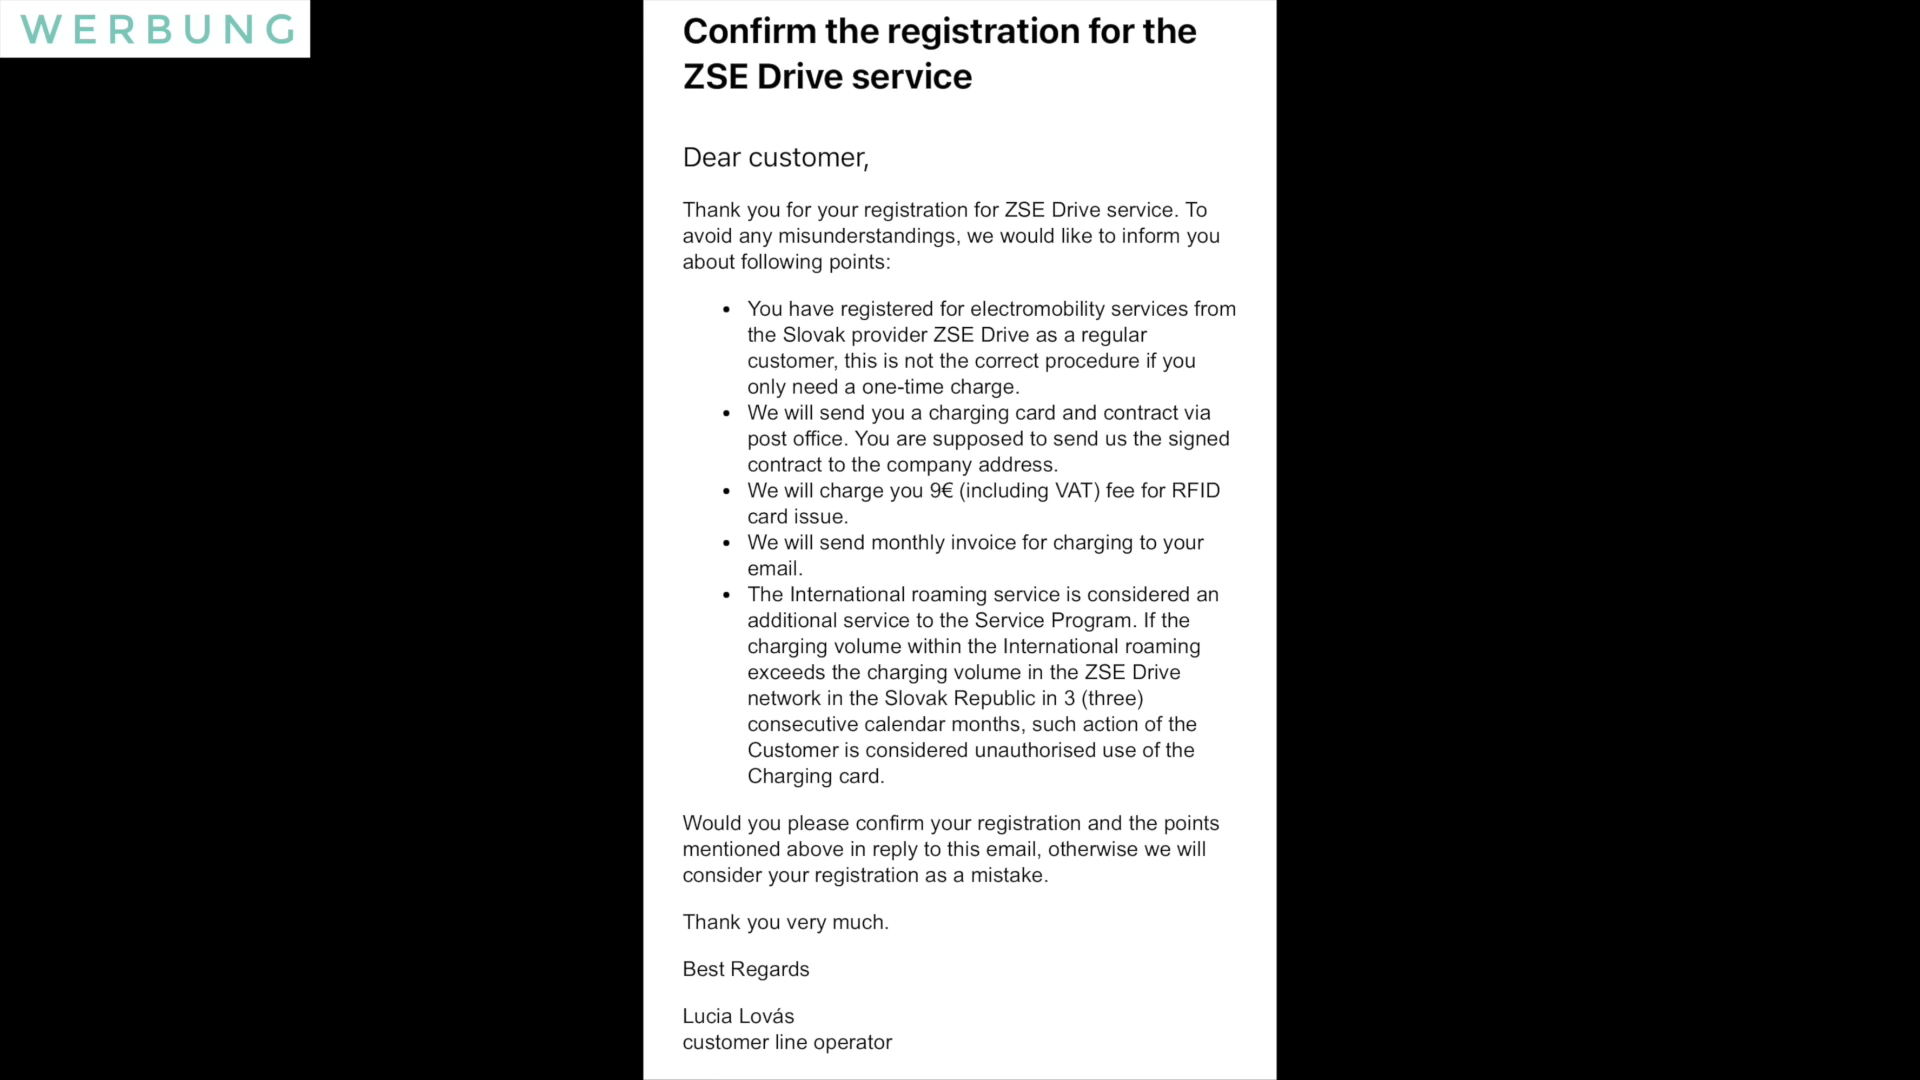 WERBUNG
Confirm the registration for the
ZSE Drive service
Dear customer,
Thank you for your registration for ZSE Drive service. To
avoid any misunderstandings, we would like to inform you
about following points:
• You have registered for electromobility services from
the Slovak provider ZSE Drive as a regular
customer, this is not the correct procedure if you
only need a one-time charge.
• We will send you a charging card and contract via
post office. You are supposed to send us the signed
contract to the company address.
• We will charge you 9€ (including VAT) fee for RFID
card issue.
• We will send monthly invoice for charging to your
email.
• The International roaming service is considered an
additional service to the Service Program. If the
charging volume within the International roaming
exceeds the charging volume in the ZSE Drive
network in the Slovak Republic in 3 (three)
consecutive calendar months, such action of the
Customer is considered unauthorised use of the
Charging card.
Would you please confirm your registration and the points
mentioned above in reply to this email, otherwise we will
consider your registration as a mistake.
Thank you very much.
Best Regards
Lucia Lovás
customer line operator